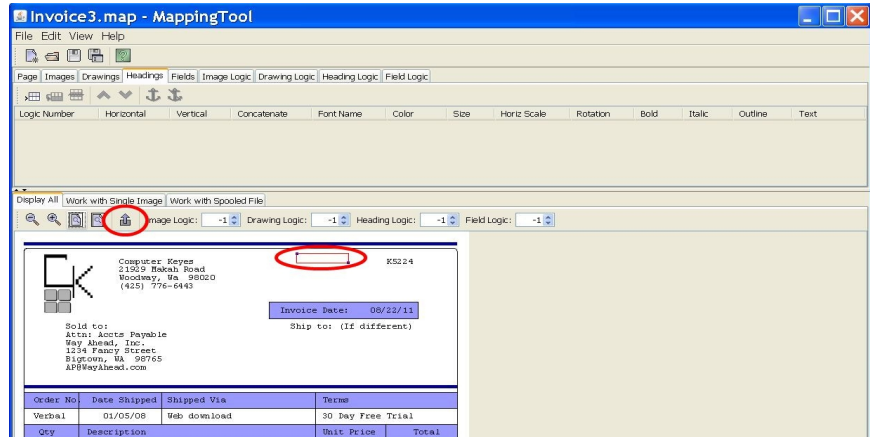 Invoice3.map - MappingTool
File Edit View Help
Page Images Drawings Headings Fields Image Logic Drawing Logic Heading Logic Field Logic
Logic Number Horizontal Vertical Concatenate Font Name Color Size Horiz Scale Rotation Bold Italic Outline Text
Display All Work with Single Image Work with Spooled File
mage Logic: -1 Drawing Logic: -1 Heading Logic: -1 Field Logic: -1
Computer Keyes K5224
21929 Makah Road
Woodway, Wa 98020
(425) 776-6443
Invoice Date: 08/22/11
Sold to: Ship to: (If different)
Attn: Accts Payable
Way Ahead, Inc.
1234 Fancy Street
Bigtown, WA 98765
AP@WayAhead.com
Order No. Date Shipped Shipped Via Terms
Verbal 01/05/08 Web download 30 Day Free Trial
Qty Description Unit Price Total